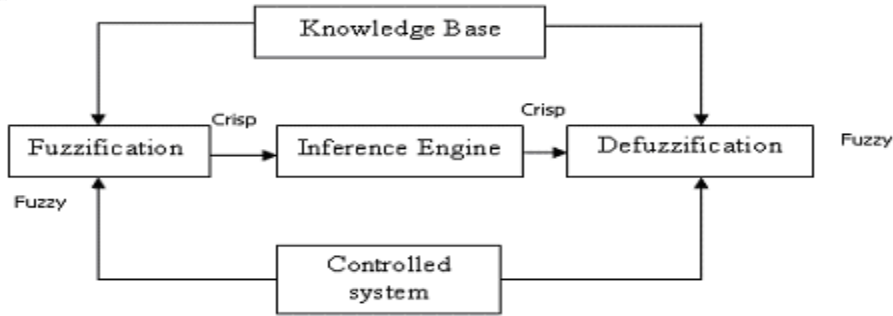 Knowledge Base
Crisp
Crisp
Fuzzification
Inference Engine
Defuzzification
Fuzzy
Fuzzy
Controlled
system